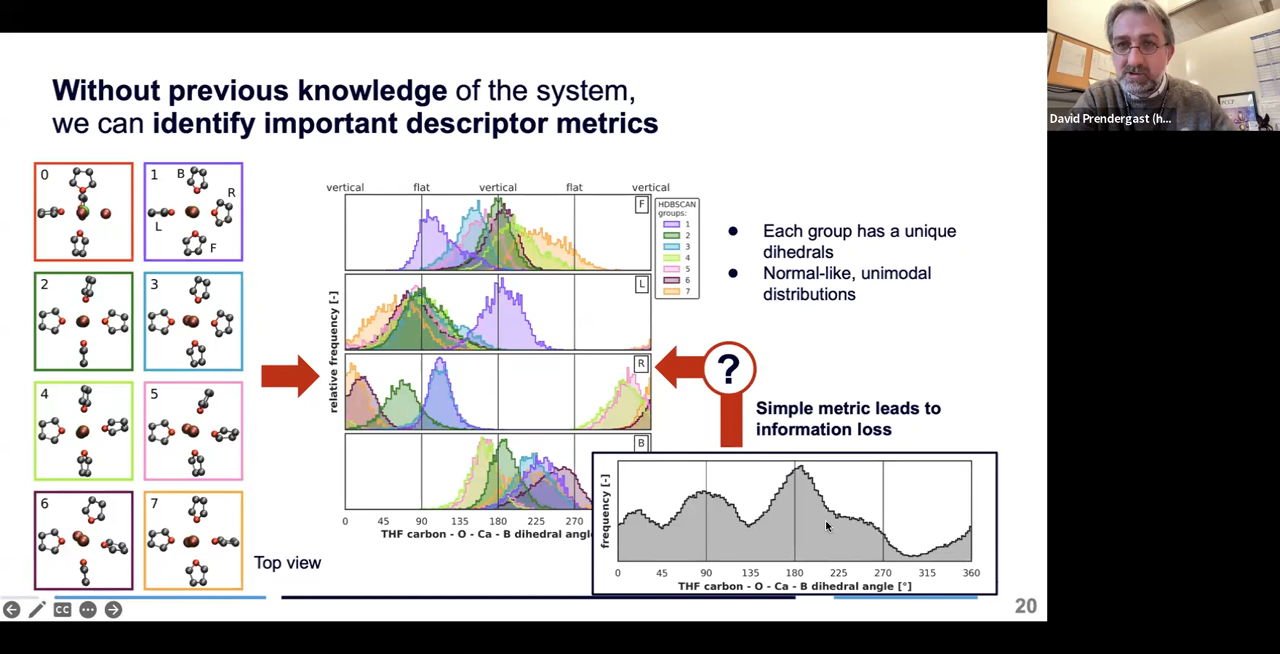 Without previous knowledge of the system,
we can identify important descriptor metrics
0
1
B
R
L
F
2
3
4
5
6
7
Top view
vertical flat vertical flat vertical
F
L
R
B
relative frequency [-]
0 45 90 135 180 225 270
THF carbon - O - Ca - B dihedral angle
HDBSCAN
groups:
1
2
3
4
5
6
7
● Each group has a unique
dihedrals
● Normal-like, unimodal
distributions
?
Simple metric leads to
information loss
frequency [-]
0 45 90 135 180 225 270 315 360
THF carbon - O - Ca - B dihedral angle [°]
CC
20
David Prendergast (h...